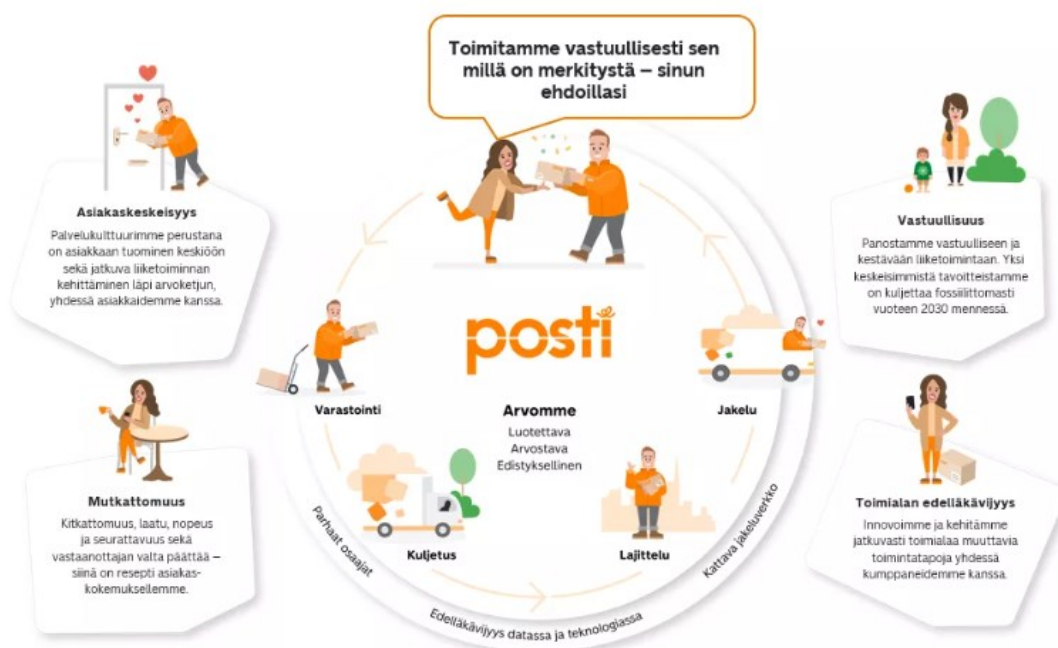 Toimitamme vastuullisesti sen
millä on merkitystä – sinun
ehdoillasi
Asiakaskeskeisyys
Palvelukulttuurimme perustana
on asiakkaan tuominen keskiöön
sekä jatkuva liiketoiminnan
kehittäminen läpi arvoketjun,
yhdessä asiakkaidemme kanssa.
Vastuullisuus
Panostamme vastuulliseen ja
kestävään liiketoimintaan. Yksi
keskeisimmistä tavoitteistamme
on kuljettaa fossiilittomasti
vuoteen 2030 mennessä.
posti
Varastointi
Arvomme
Luotettava
Arvostava
Edistyksellinen
Jakelu
Kuljetus
Lajittelu
Mutkattomuus
Kitkattomuus, laatu, nopeus
ja seurattavuus sekä
vastaanottajan valta päättää –
siinä on resepti asiakas-
kokemuksellemme.
Toimialan edelläkävijyys
Innovoimme ja kehitämme
jatkuvasti toimialaa muuttavia
toimintatapoja yhdessä
kumppaneidemme kanssa.
Parhaat osaajat
Edelläkävijyys datassa ja teknologiassa
Kattava jakeluverkko